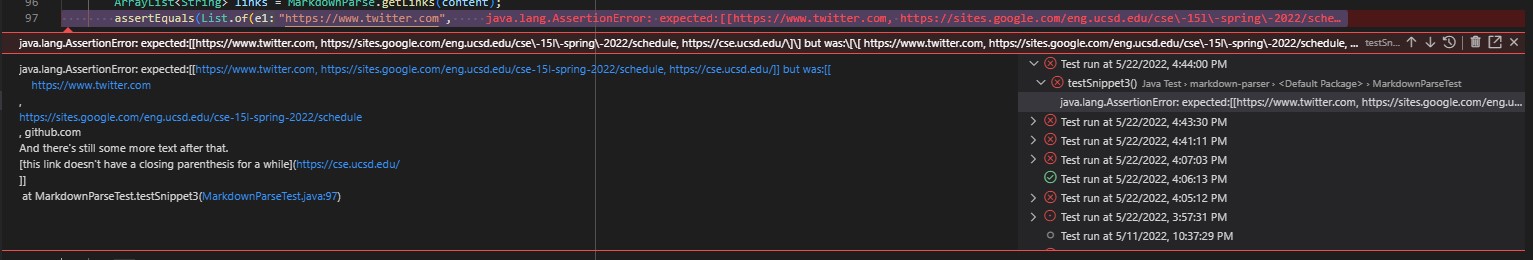 96 ArrayList<String> links = MarkdownParse.getLinks(content);
97 assertEquals(List.of(e1: "https://www.twitter.com", java.lang.AssertionError: expected:[[https://www.twitter.com, https://sites.google.com/eng.ucsd.edu/cse\-15l\-spring\-2022/sche…
java.lang.AssertionError: expected:[[https://www.twitter.com, https://sites.google.com/eng.ucsd.edu/cse\-15l\-spring\-2022/schedule, https://cse.ucsd.edu/\]\] but was:\[\[ https://www.twitter.com, https://sites.google.com/eng.ucsd.edu/cse\-15l\-spring\-2022/schedule, ... testSn...
java.lang.AssertionError: expected:[[https://www.twitter.com, https://sites.google.com/eng.ucsd.edu/cse-15l-spring-2022/schedule, https://cse.ucsd.edu/]] but was:[[
https://www.twitter.com
,
https://sites.google.com/eng.ucsd.edu/cse-15l-spring-2022/schedule
, github.com
And there's still some more text after that.
[this link doesn't have a closing parenthesis for a while](https://cse.ucsd.edu/
]]
at MarkdownParseTest.testSnippet3(MarkdownParseTest.java:97)
Test run at 5/22/2022, 4:44:00 PM
testSnippet3() Java Test › markdown-parser › <Default Package> › MarkdownParseTest
java.lang.AssertionError: expected:[[https://www.twitter.com, https://sites.google.com/eng.u...
Test run at 5/22/2022, 4:43:30 PM
Test run at 5/22/2022, 4:41:11 PM
Test run at 5/22/2022, 4:07:03 PM
Test run at 5/22/2022, 4:06:13 PM
Test run at 5/22/2022, 4:05:12 PM
Test run at 5/22/2022, 3:57:31 PM
Test run at 5/11/2022, 10:37:29 PM